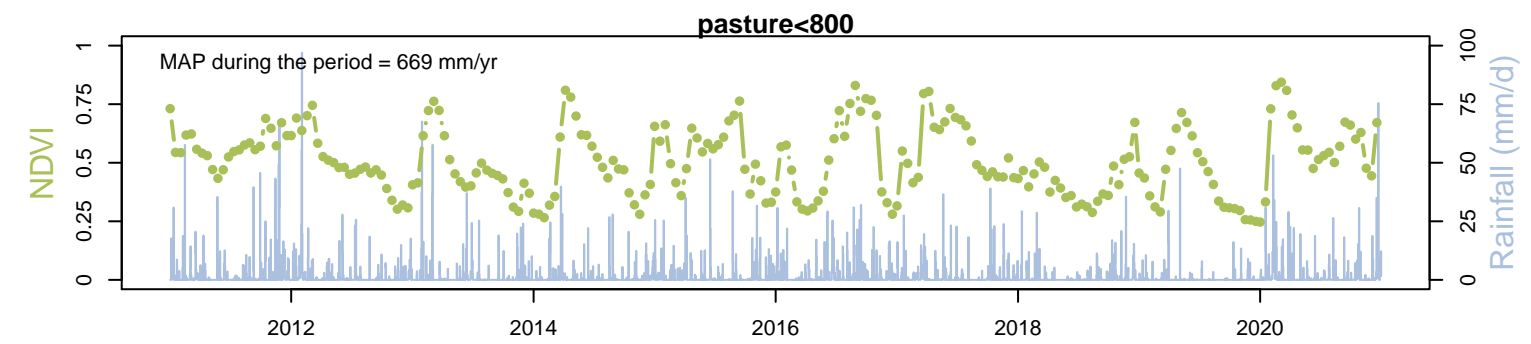 pasture<800
MAP during the period = 669 mm/yr
NDVI
1
0.75
0.5
0.25
0
100
75
50
25
0
Rainfall (mm/d)
2012 2014 2016 2018 2020